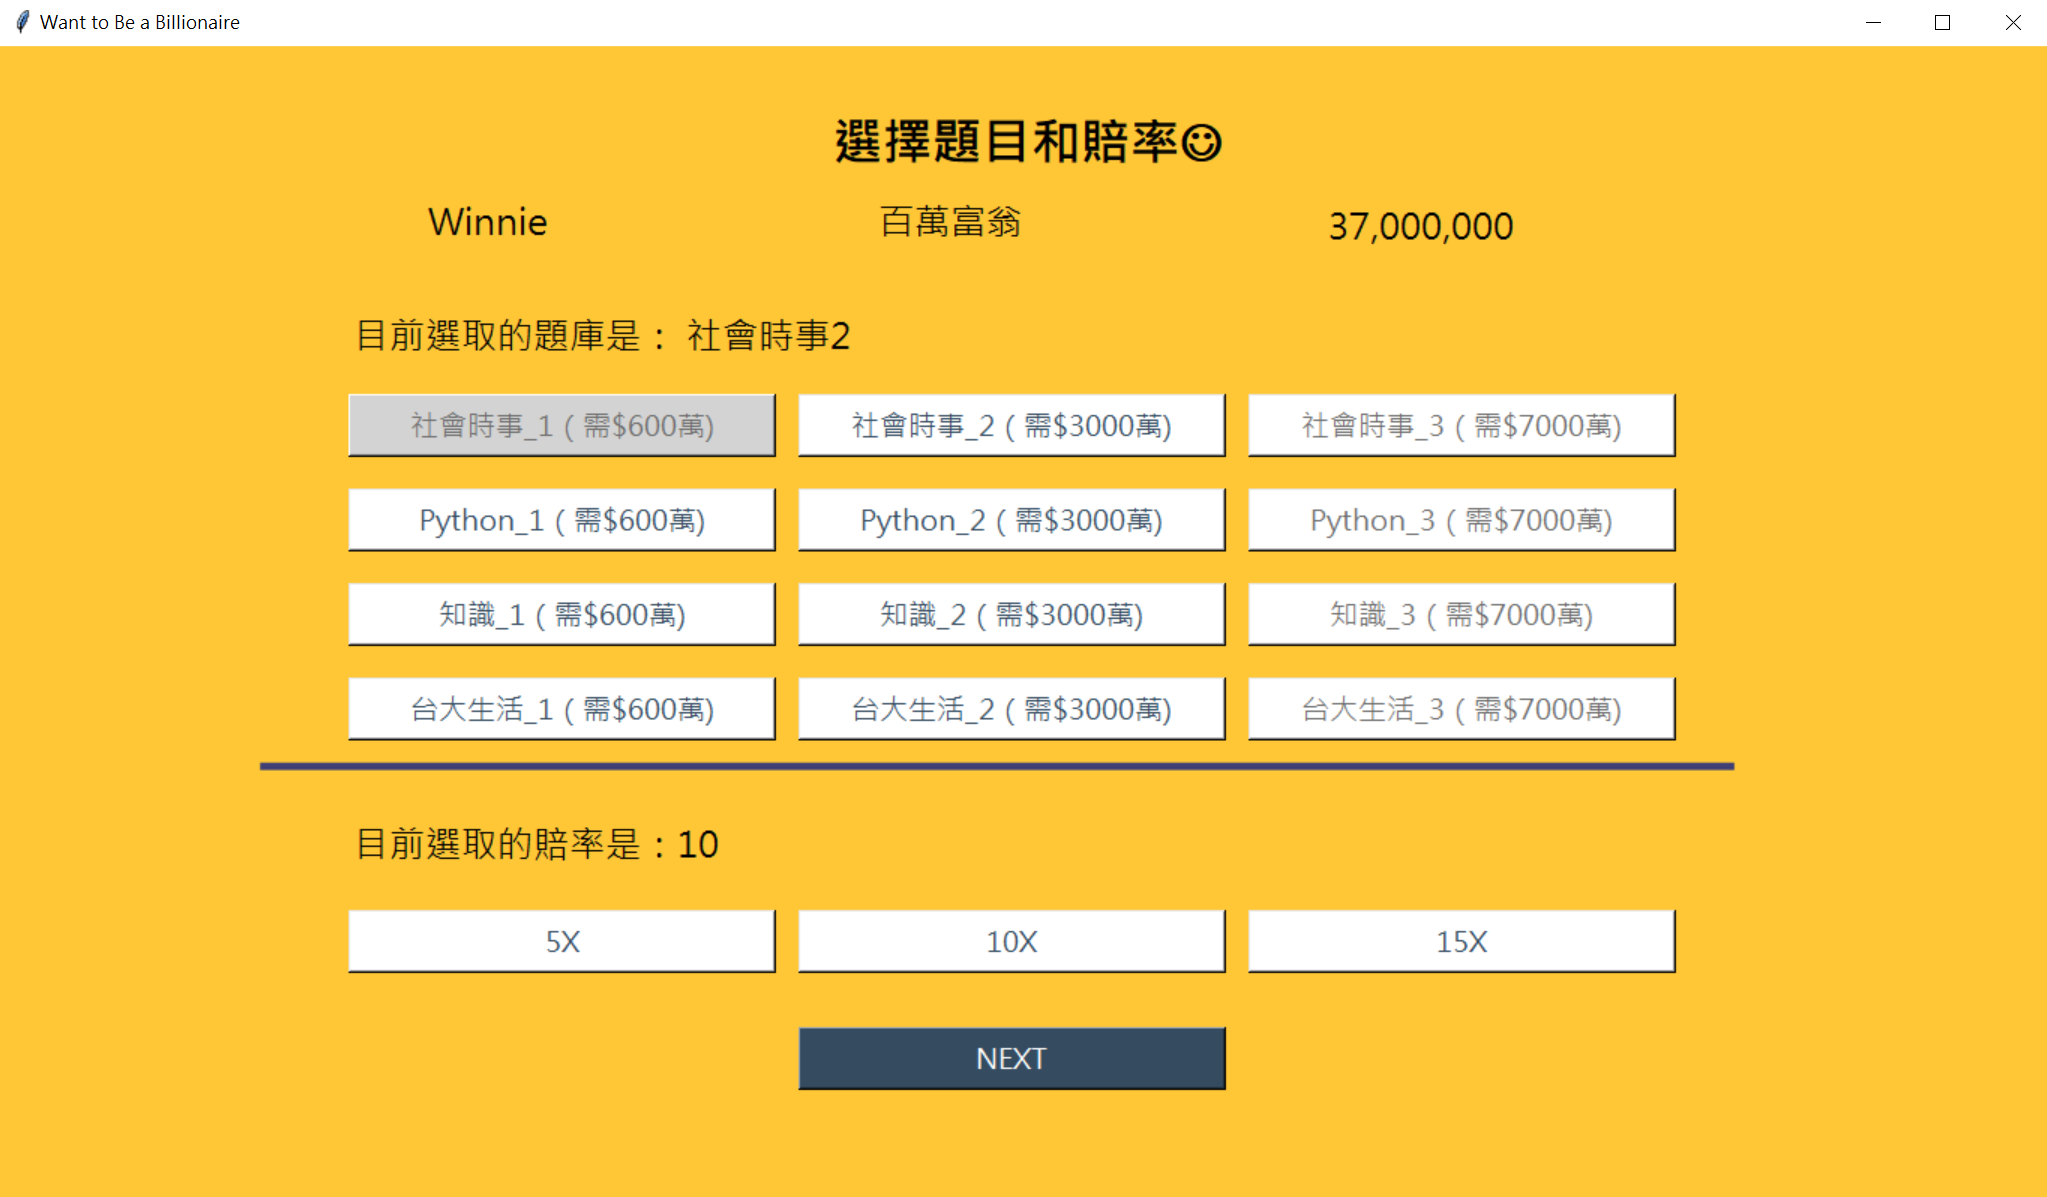 Want to Be a Billionaire
選擇題目和賠率☺
Winnie 百萬富翁 37,000,000
目前選取的題庫是： 社會時事2
社會時事_1 ( 需$600萬) 社會時事_2 ( 需$3000萬) 社會時事_3 ( 需$7000萬)
Python_1 ( 需$600萬) Python_2 ( 需$3000萬) Python_3 ( 需$7000萬)
知識_1 ( 需$600萬) 知識_2 ( 需$3000萬) 知識_3 ( 需$7000萬)
台大生活_1 ( 需$600萬) 台大生活_2 ( 需$3000萬) 台大生活_3 ( 需$7000萬)
目前選取的賠率是：10
5X 10X 15X
NEXT